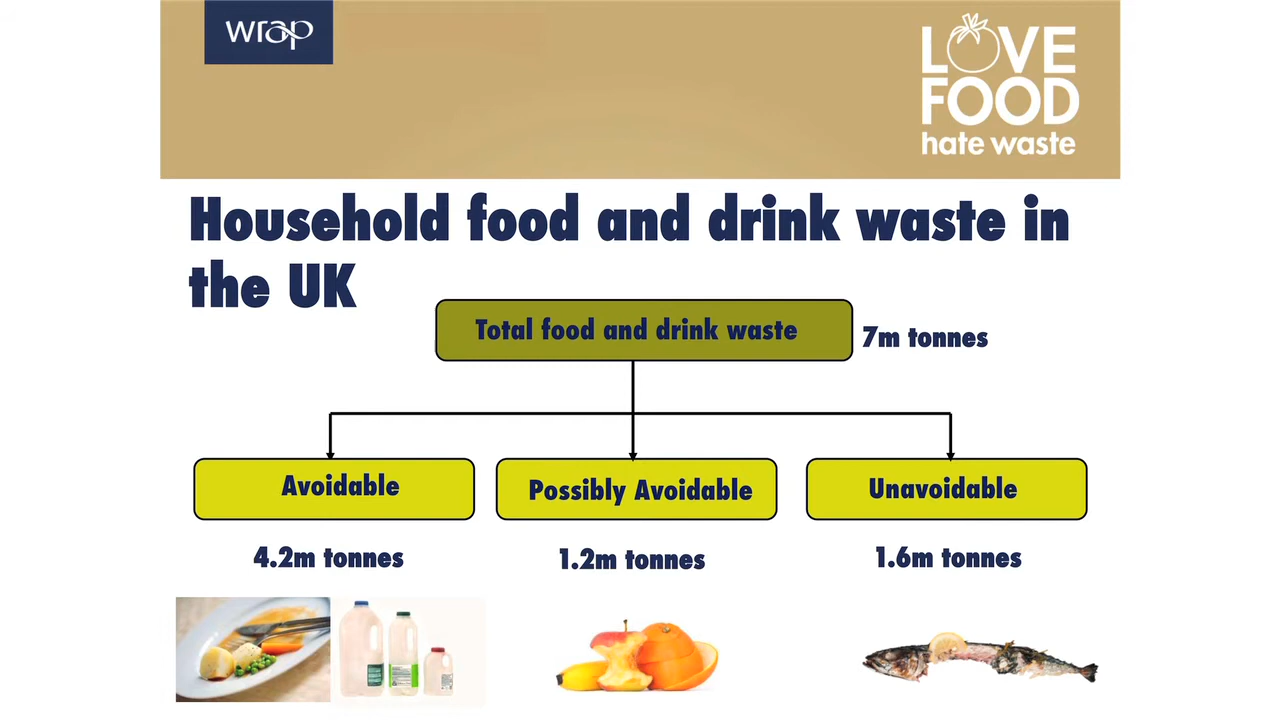 wrap
LOVE
FOOD
hate waste
Household food and drink waste in
the UK
Total food and drink waste
7m tonnes
Avoidable
Possibly Avoidable
Unavoidable
4.2m tonnes
1.2m tonnes
1.6m tonnes